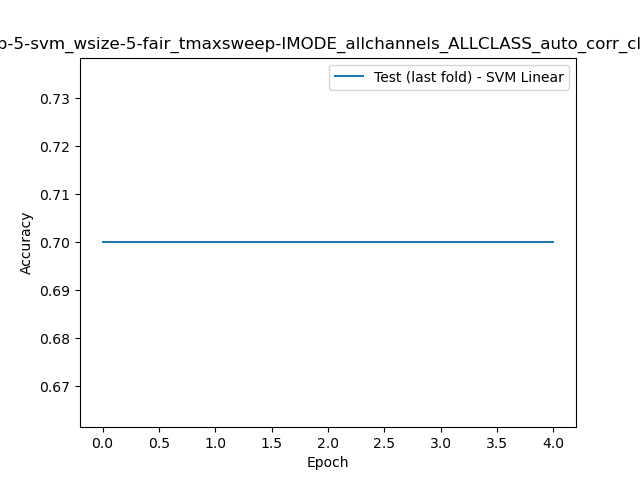 p-5-svm_wsize-5-fair_tmaxsweep-IMODE_allchannels_ALLCLASS_auto_corr_cl
Test (last fold) - SVM Linear
0.73
0.72
0.71
0.70
0.69
0.68
0.67
Accuracy
0.0 0.5 1.0 1.5 2.0 2.5 3.0 3.5 4.0
Epoch